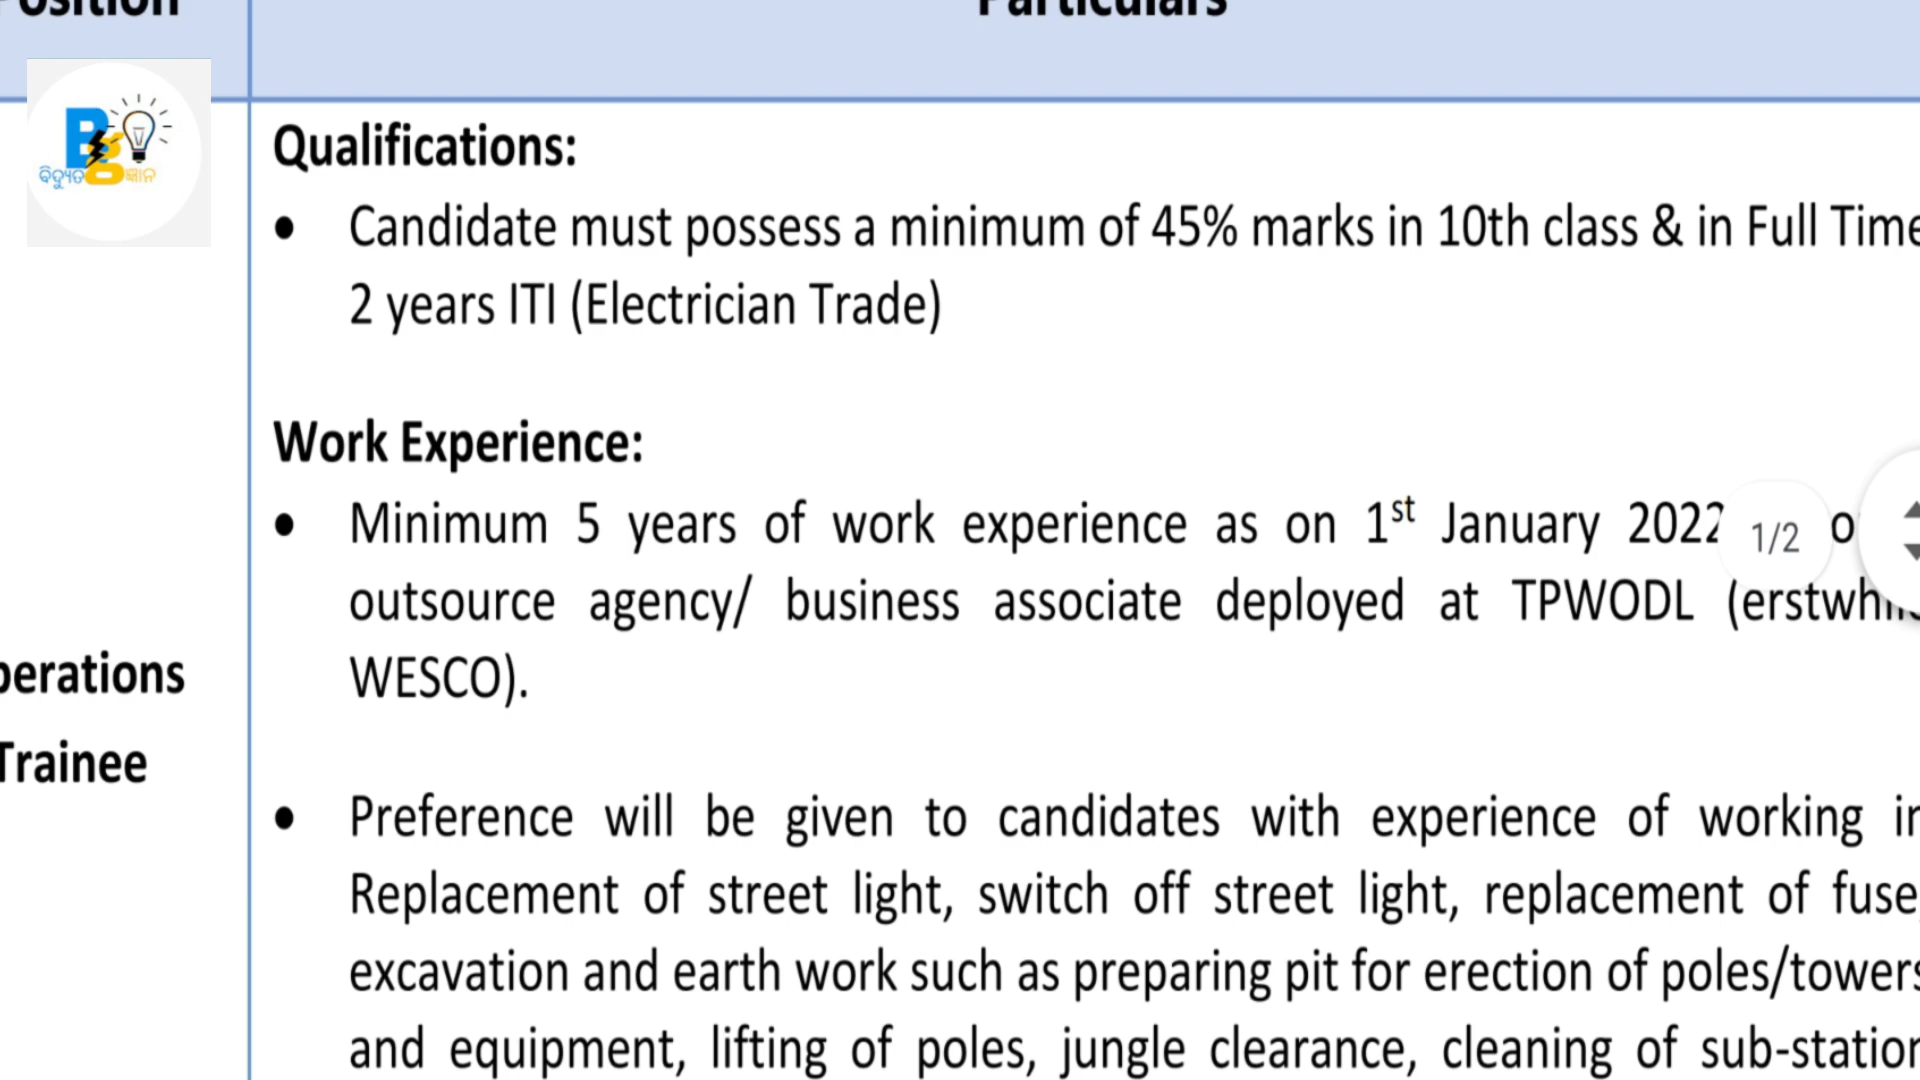 Position
Particulars
ବିଦ୍ୟୁତ ଜ୍ଞାନ
Qualifications:
• Candidate must possess a minimum of 45% marks in 10th class & in Full Time
2 years ITI (Electrician Trade)
Work Experience:
• Minimum 5 years of work experience as on 1st January 2022
1/2
outsource agency/ business associate deployed at TPWODL (erstwhile
WESCO).
perations
Trainee
• Preference will be given to candidates with experience of working in
Replacement of street light, switch off street light, replacement of fuse,
excavation and earth work such as preparing pit for erection of poles/towers
and equipment, lifting of poles, jungle clearance, cleaning of sub-station